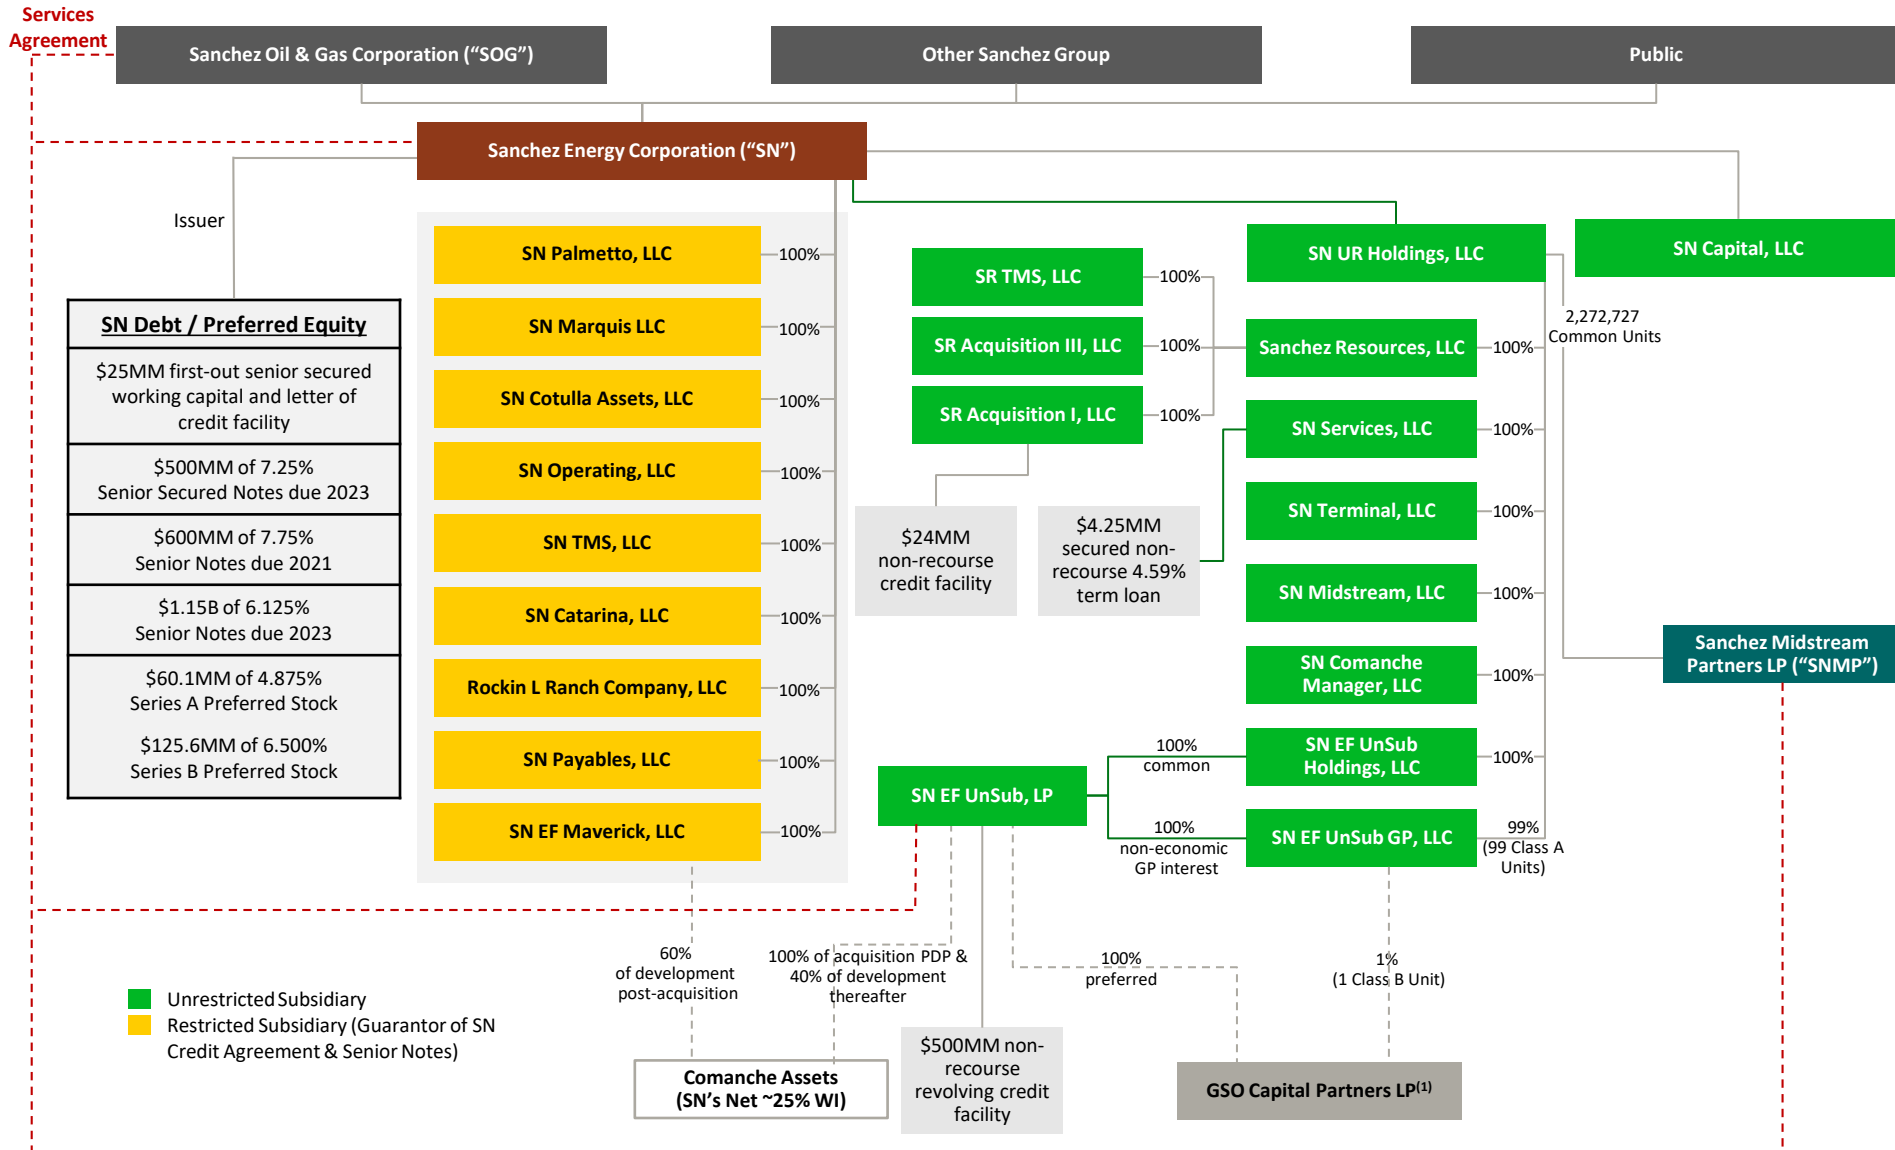 Services
Agreement
Sanchez Oil & Gas Corporation (“SOG”)
Other Sanchez Group
Public
Sanchez Energy Corporation (“SN”)
Issuer
SN Debt / Preferred Equity
$25MM first-out senior secured
working capital and letter of
credit facility
$500MM of 7.25%
Senior Secured Notes due 2023
$600MM of 7.75%
Senior Notes due 2021
$1.15B of 6.125%
Senior Notes due 2023
$60.1MM of 4.875%
Series A Preferred Stock
$125.6MM of 6.500%
Series B Preferred Stock
SN Palmetto, LLC
100%
SN Marquis LLC
100%
SN Cotulla Assets, LLC
100%
SN Operating, LLC
100%
SN TMS, LLC
100%
SN Catarina, LLC
100%
Rockin L Ranch Company, LLC
100%
SN Payables, LLC
100%
SN EF Maverick, LLC
100%
SR TMS, LLC
100%
SR Acquisition III, LLC
100%
SR Acquisition I, LLC
100%
$24MM
non-recourse
credit facility
$4.25MM
secured non-
recourse 4.59%
term loan
SN UR Holdings, LLC
SN Capital, LLC
2,272,727
Common Units
Sanchez Resources, LLC
100%
SN Services, LLC
100%
SN Terminal, LLC
100%
SN Midstream, LLC
100%
SN Comanche
Manager, LLC
100%
SN EF UnSub
Holdings, LLC
100%
SN EF UnSub GP, LLC
99%
(99 Class A
Units)
Sanchez Midstream
Partners LP (“SNMP”)
SN EF UnSub, LP
100%
common
100%
non-economic
GP interest
60%
of development
post-acquisition
100% of acquisition PDP &
40% of development
thereafter
100%
preferred
1%
(1 Class B Unit)
Unrestricted Subsidiary
Restricted Subsidiary (Guarantor of SN
Credit Agreement & Senior Notes)
Comanche Assets
(SN’s Net ~25% WI)
$500MM non-
recourse
revolving credit
facility
GSO Capital Partners LP(1)